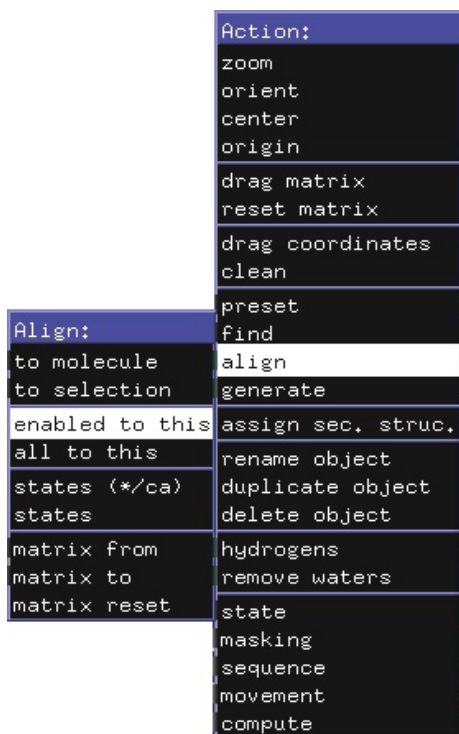 Action:
zoom
orient
center
origin
drag matrix
reset matrix
drag coordinates
clean
preset
find
align
generate
assign sec. struc.
rename object
duplicate object
delete object
hydrogens
remove waters
state
masking
sequence
movement
compute
Align:
to molecule
to selection
enabled to this
all to this
states (*/ca)
states
matrix from
matrix to
matrix reset